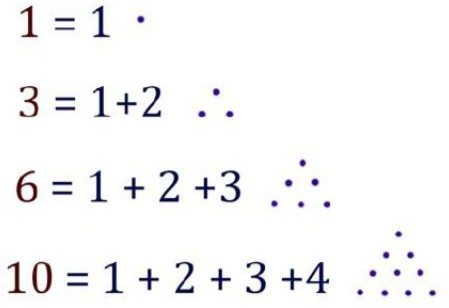 1 = 1
3 = 1+2
6 = 1 + 2 +3
10 = 1 + 2 + 3 +4